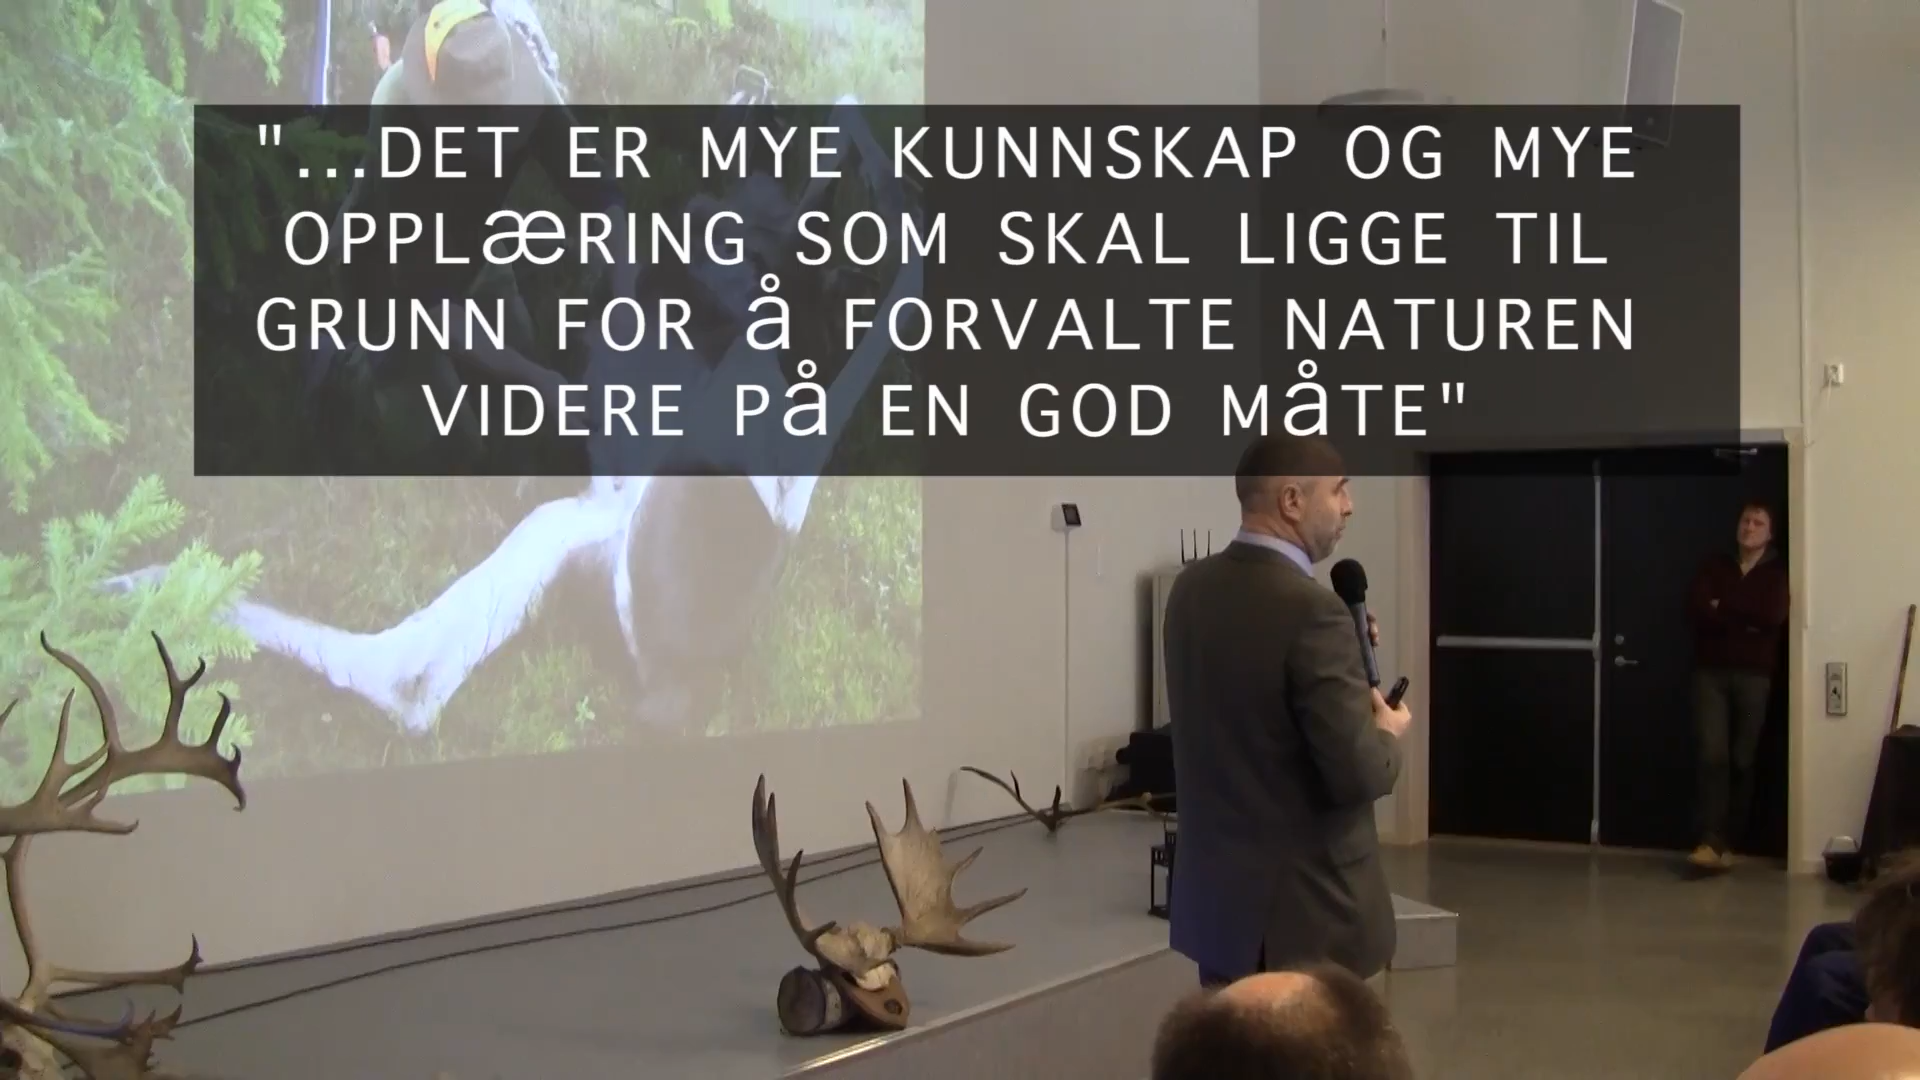 "...DET ER MYE KUNNSKAP OG MYE
OPPLæRING SOM SKAL LIGGE TIL
GRUNN FOR å FORVALTE NATUREN
VIDERE På EN GOD MåTE"